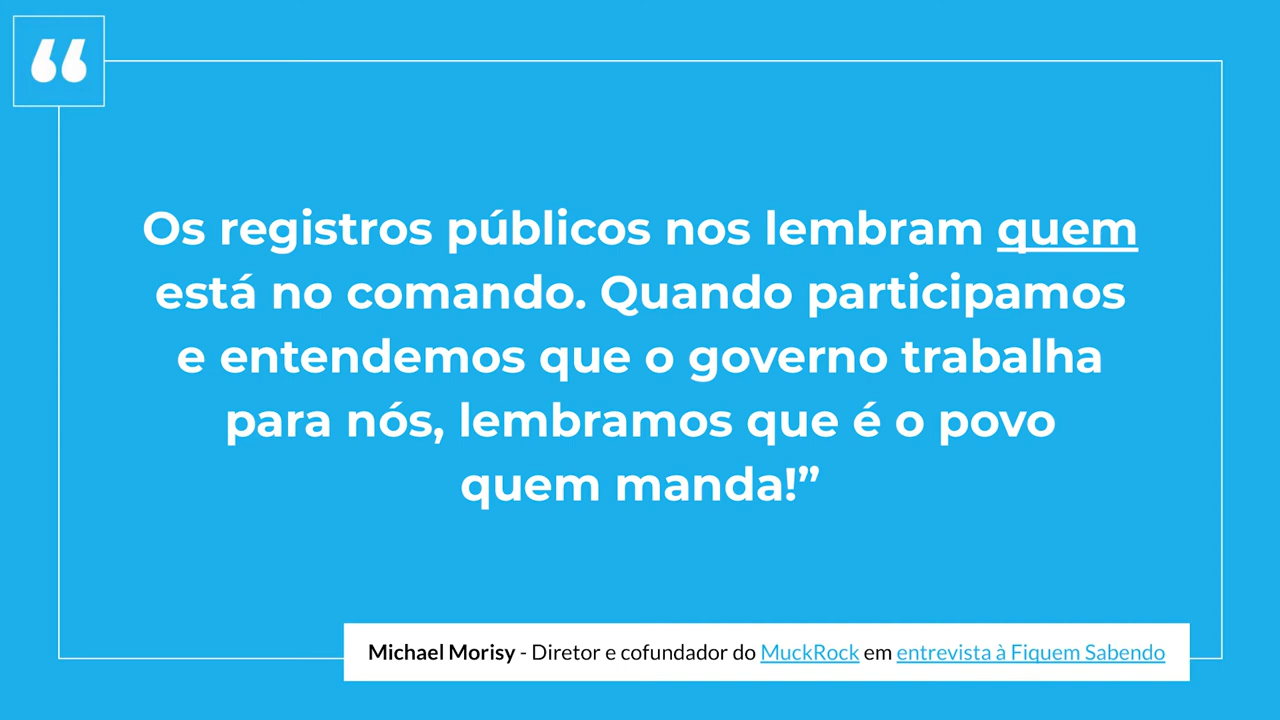 “
Os registros públicos nos lembram quem
está no comando. Quando participamos
e entendemos que o governo trabalha
para nós, lembramos que é o povo
quem manda!”
Michael Morisy - Diretor e cofundador do MuckRock em entrevista à Fiquem Sabendo